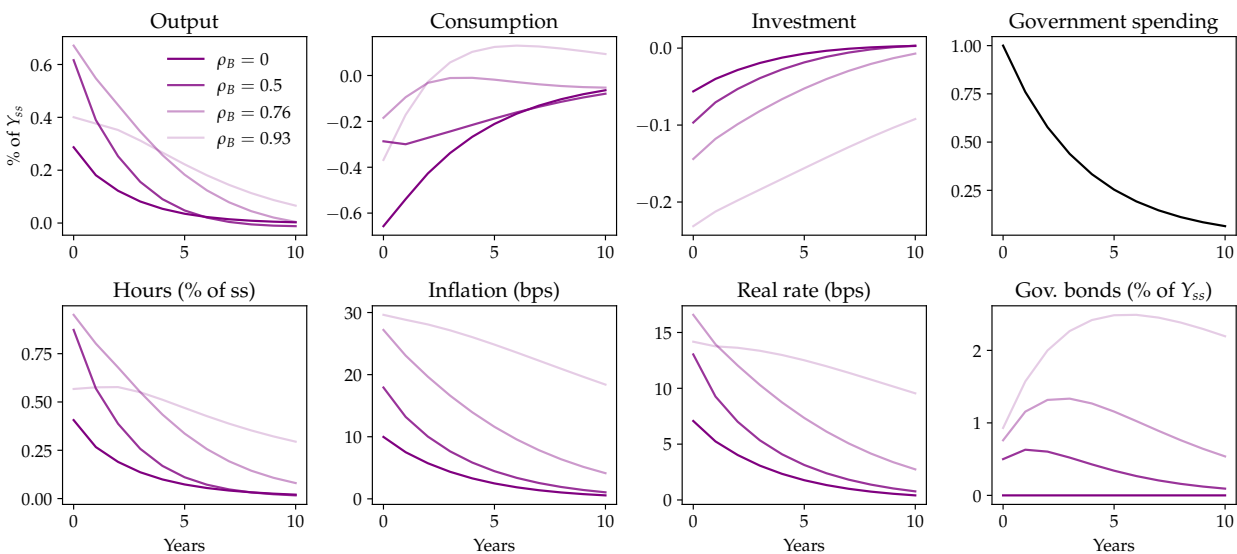 Output
Consumption
Investment
Government spending
% of Y_ss
0.6
0.4
0.2
0.0
ρ_B = 0
ρ_B = 0.5
ρ_B = 0.76
ρ_B = 0.93
0 5 10
0.0
−0.2
−0.4
−0.6
0 5 10
0.0
−0.1
−0.2
0 5 10
1.00
0.75
0.50
0.25
0 5 10
Hours (% of ss)
Inflation (bps)
Real rate (bps)
Gov. bonds (% of Y_ss)
0.75
0.50
0.25
0.00
0 5 10
Years
30
20
10
0
0 5 10
Years
15
10
5
0
0 5 10
Years
2
1
0
0 5 10
Years